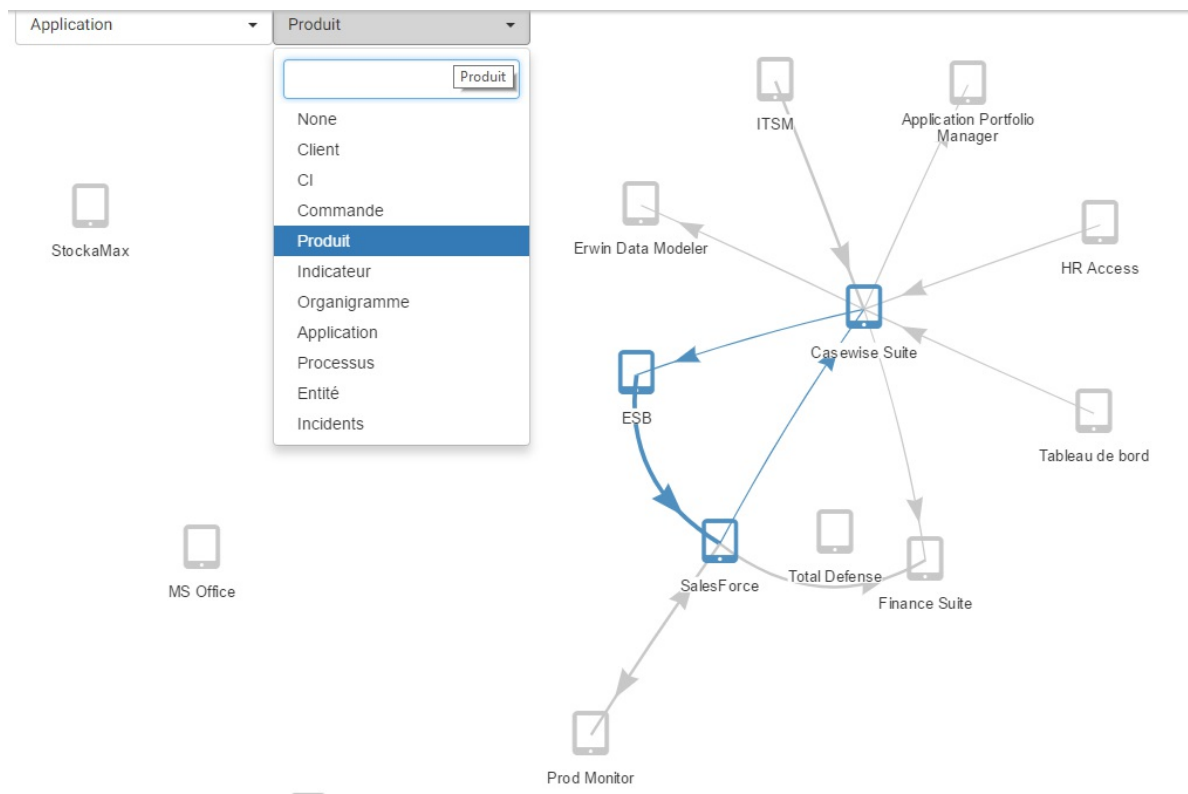 Application
Produit
Produit
None
Client
CI
Commande
Produit
Indicateur
Organigramme
Application
Processus
Entité
Incidents
StockaMax
MS Office
ITSM
Application Portfolio
Manager
Erwin Data Modeler
HR Access
Casewise Suite
ESB
Tableau de bord
SalesForce
Total Defense
Finance Suite
Prod Monitor